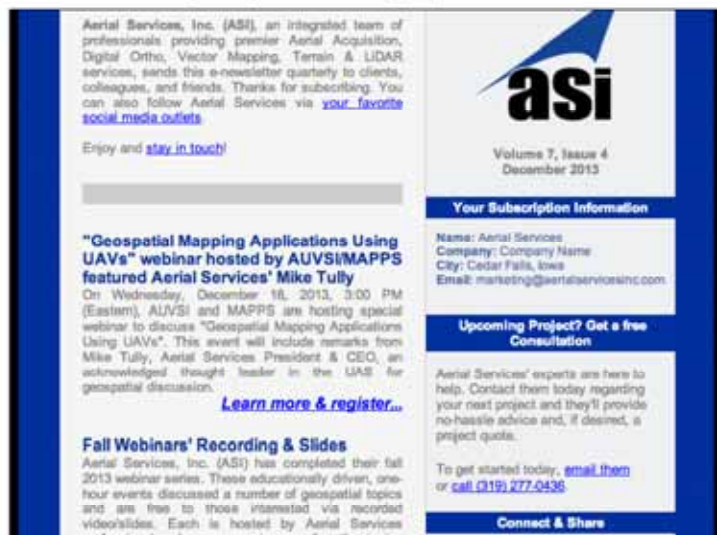 Aerial Services, Inc. (ASI), an integrated team of
professionals providing premier Aerial Acquisition,
Digital Ortho, Vector Mapping, Terrain & LiDAR
services, sends this e-newsletter quarterly to clients,
colleagues, and friends. Thanks for subscribing. You
can also follow Aerial Services via your favorite
social media outlets.
Enjoy and stay in touch!
"Geospatial Mapping Applications Using
UAVs" webinar hosted by AUVSI/MAPPS
featured Aerial Services' Mike Tully
On Wednesday, December 18, 2013, 3:00 PM
(Eastern), AUVSI and MAPPS are hosting special
webinar to discuss "Geospatial Mapping Applications
Using UAVs". This event will include remarks from
Mike Tully, Aerial Services President & CEO, an
acknowledged thought leader in the UAS for
geospatial discussion.
Learn more & register...
Fall Webinars' Recording & Slides
Aerial Services, Inc. (ASI) has completed their fall
2013 webinar series. These educationally driven, one-
hour events discussed a number of geospatial topics
and are free to those interested via recorded
video/slides. Each is hosted by Aerial Services
asi
Volume 7, Issue 4
December 2013
Your Subscription Information
Name: Aerial Services
Company: Company Name
City: Cedar Falls, Iowa
Email: marketing@aerialservicesinc.com
Upcoming Project? Get a free
Consultation
Aerial Services' experts are here to
help. Contact them today regarding
your next project and they'll provide
no-hassle advice and, if desired, a
project quote.
To get started today, email them
or call (319) 277-0436.
Connect & Share